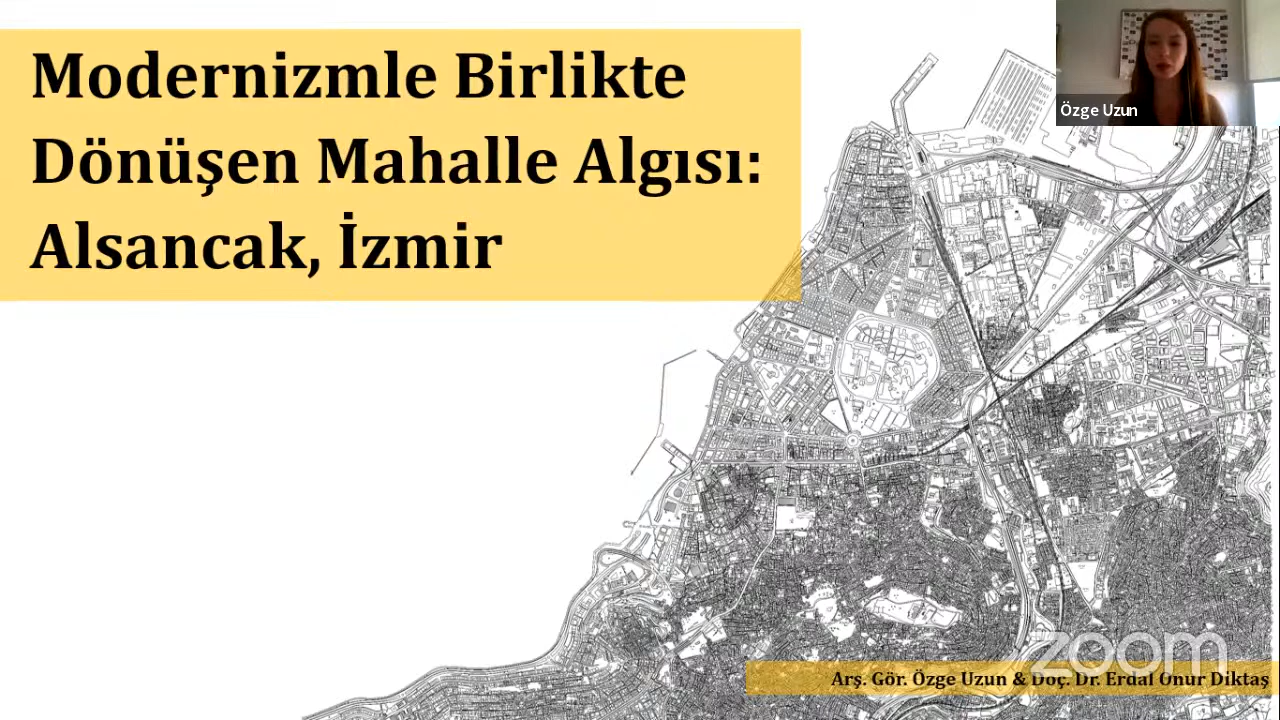 Modernizmle Birlikte
Dönüşen Mahalle Algısı:
Alsancak, İzmir
Özge Uzun
zoom
Arş. Gör. Özge Uzun & Doç. Dr. Erdal Onur Diktaş